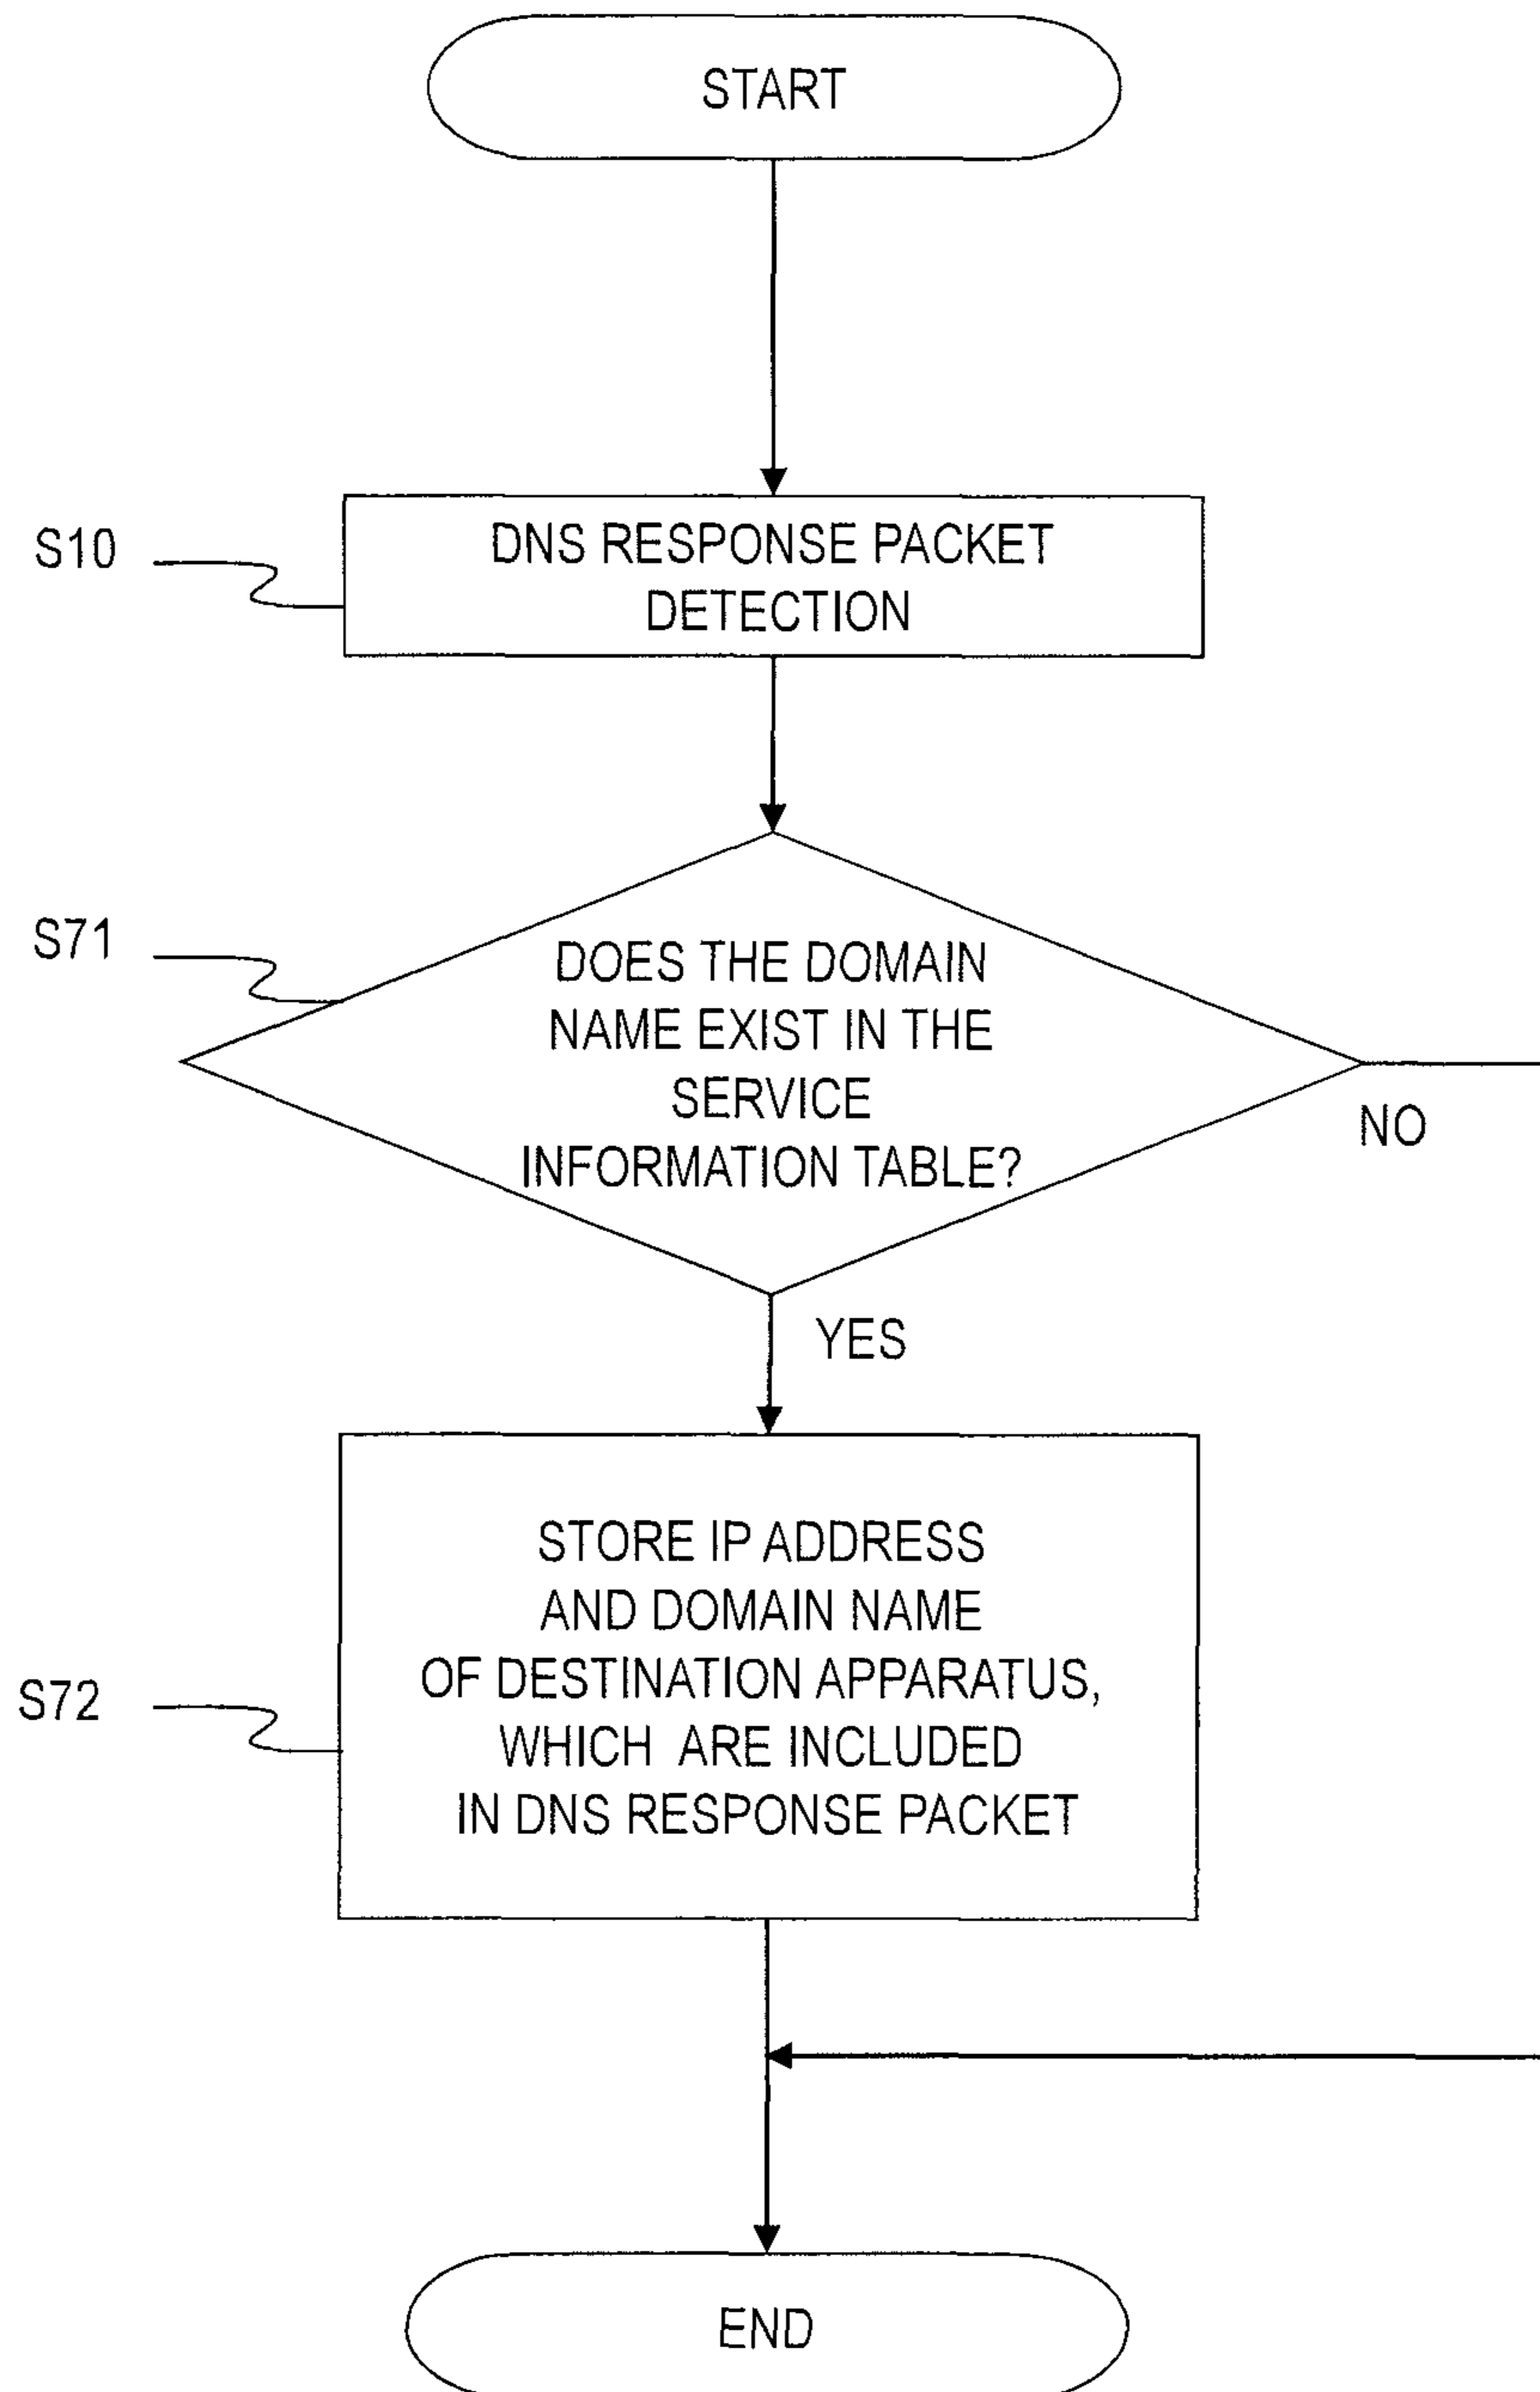 START
S10
DNS RESPONSE PACKET
DETECTION
S71
DOES THE DOMAIN
NAME EXIST IN THE
SERVICE
INFORMATION TABLE?
NO
YES
S72
STORE IP ADDRESS
AND DOMAIN NAME
OF DESTINATION APPARATUS,
WHICH ARE INCLUDED
IN DNS RESPONSE PACKET
END